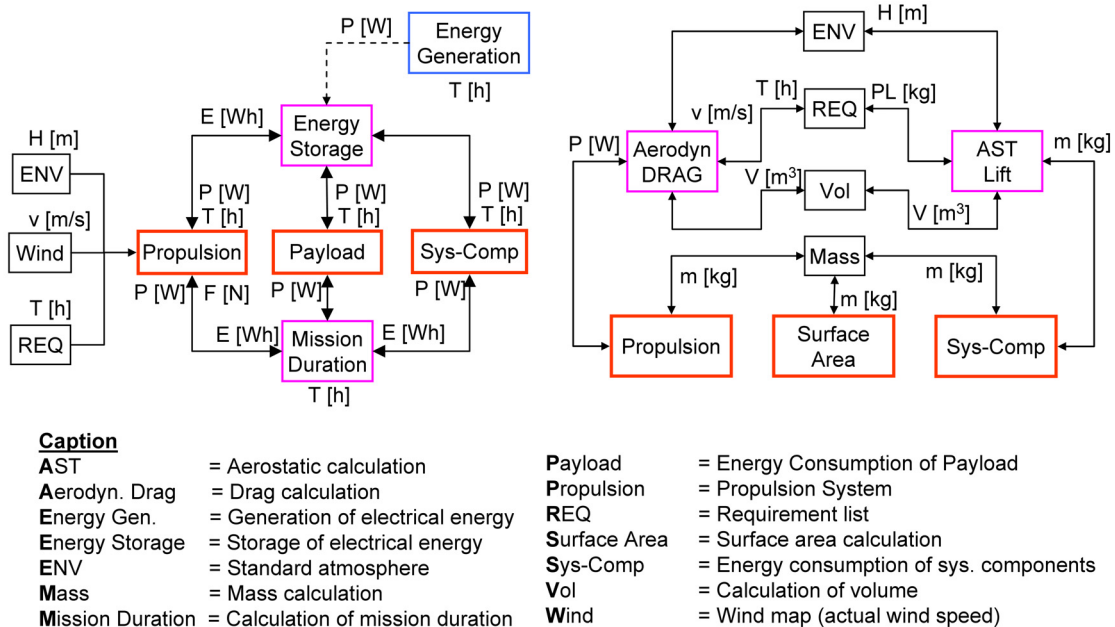 P [W]
Energy
Generation
T [h]
E [Wh]
Energy
Storage
H [m]
ENV
P [W]
T [h]
P [W]
T [h]
P [W]
T [h]
v [m/s]
Wind
Propulsion
Payload
Sys-Comp
P [W]
F [N]
P [W]
P [W]
T [h]
REQ
E [Wh]
Mission
Duration
E [Wh]
T [h]
H [m]
ENV
T [h]
PL [kg]
v [m/s]
REQ
P [W]
Aerodyn
DRAG
AST
Lift
m [kg]
V [m³]
Vol
V [m³]
Mass
m [kg]
m [kg]
m [kg]
Propulsion
Surface
Area
Sys-Comp
Caption
AST = Aerostatic calculation
Aerodyn. Drag = Drag calculation
Energy Gen. = Generation of electrical energy
Energy Storage = Storage of electrical energy
ENV = Standard atmosphere
Mass = Mass calculation
Mission Duration = Calculation of mission duration
Payload = Energy Consumption of Payload
Propulsion = Propulsion System
REQ = Requirement list
Surface Area = Surface area calculation
Sys-Comp = Energy consumption of sys. components
Vol = Calculation of volume
Wind = Wind map (actual wind speed)